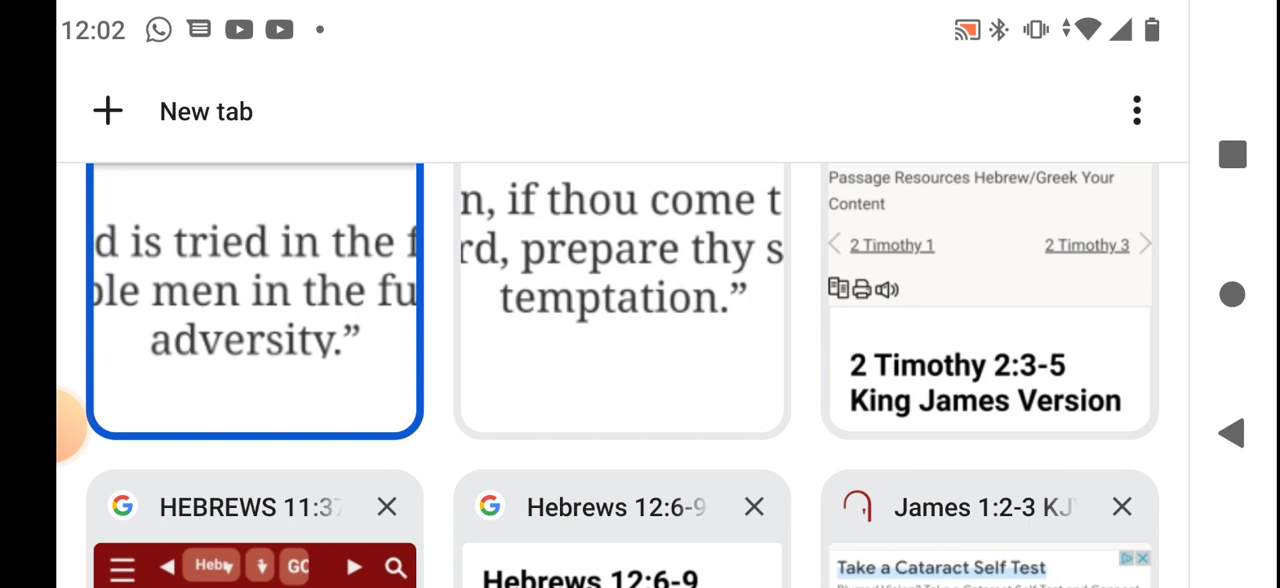 12:02
New tab
d is tried in the f
ble men in the fu
adversity.”
n, if thou come t
rd, prepare thy s
temptation.”
Passage Resources Hebrew/Greek Your
Content
2 Timothy 1
2 Timothy 3
2 Timothy 2:3-5
King James Version
HEBREWS 11:37
Hebrews 12:6-9
James 1:2-3 KJ
Heb
GO
Hebrews 12:6-9
Take a Cataract Self Test